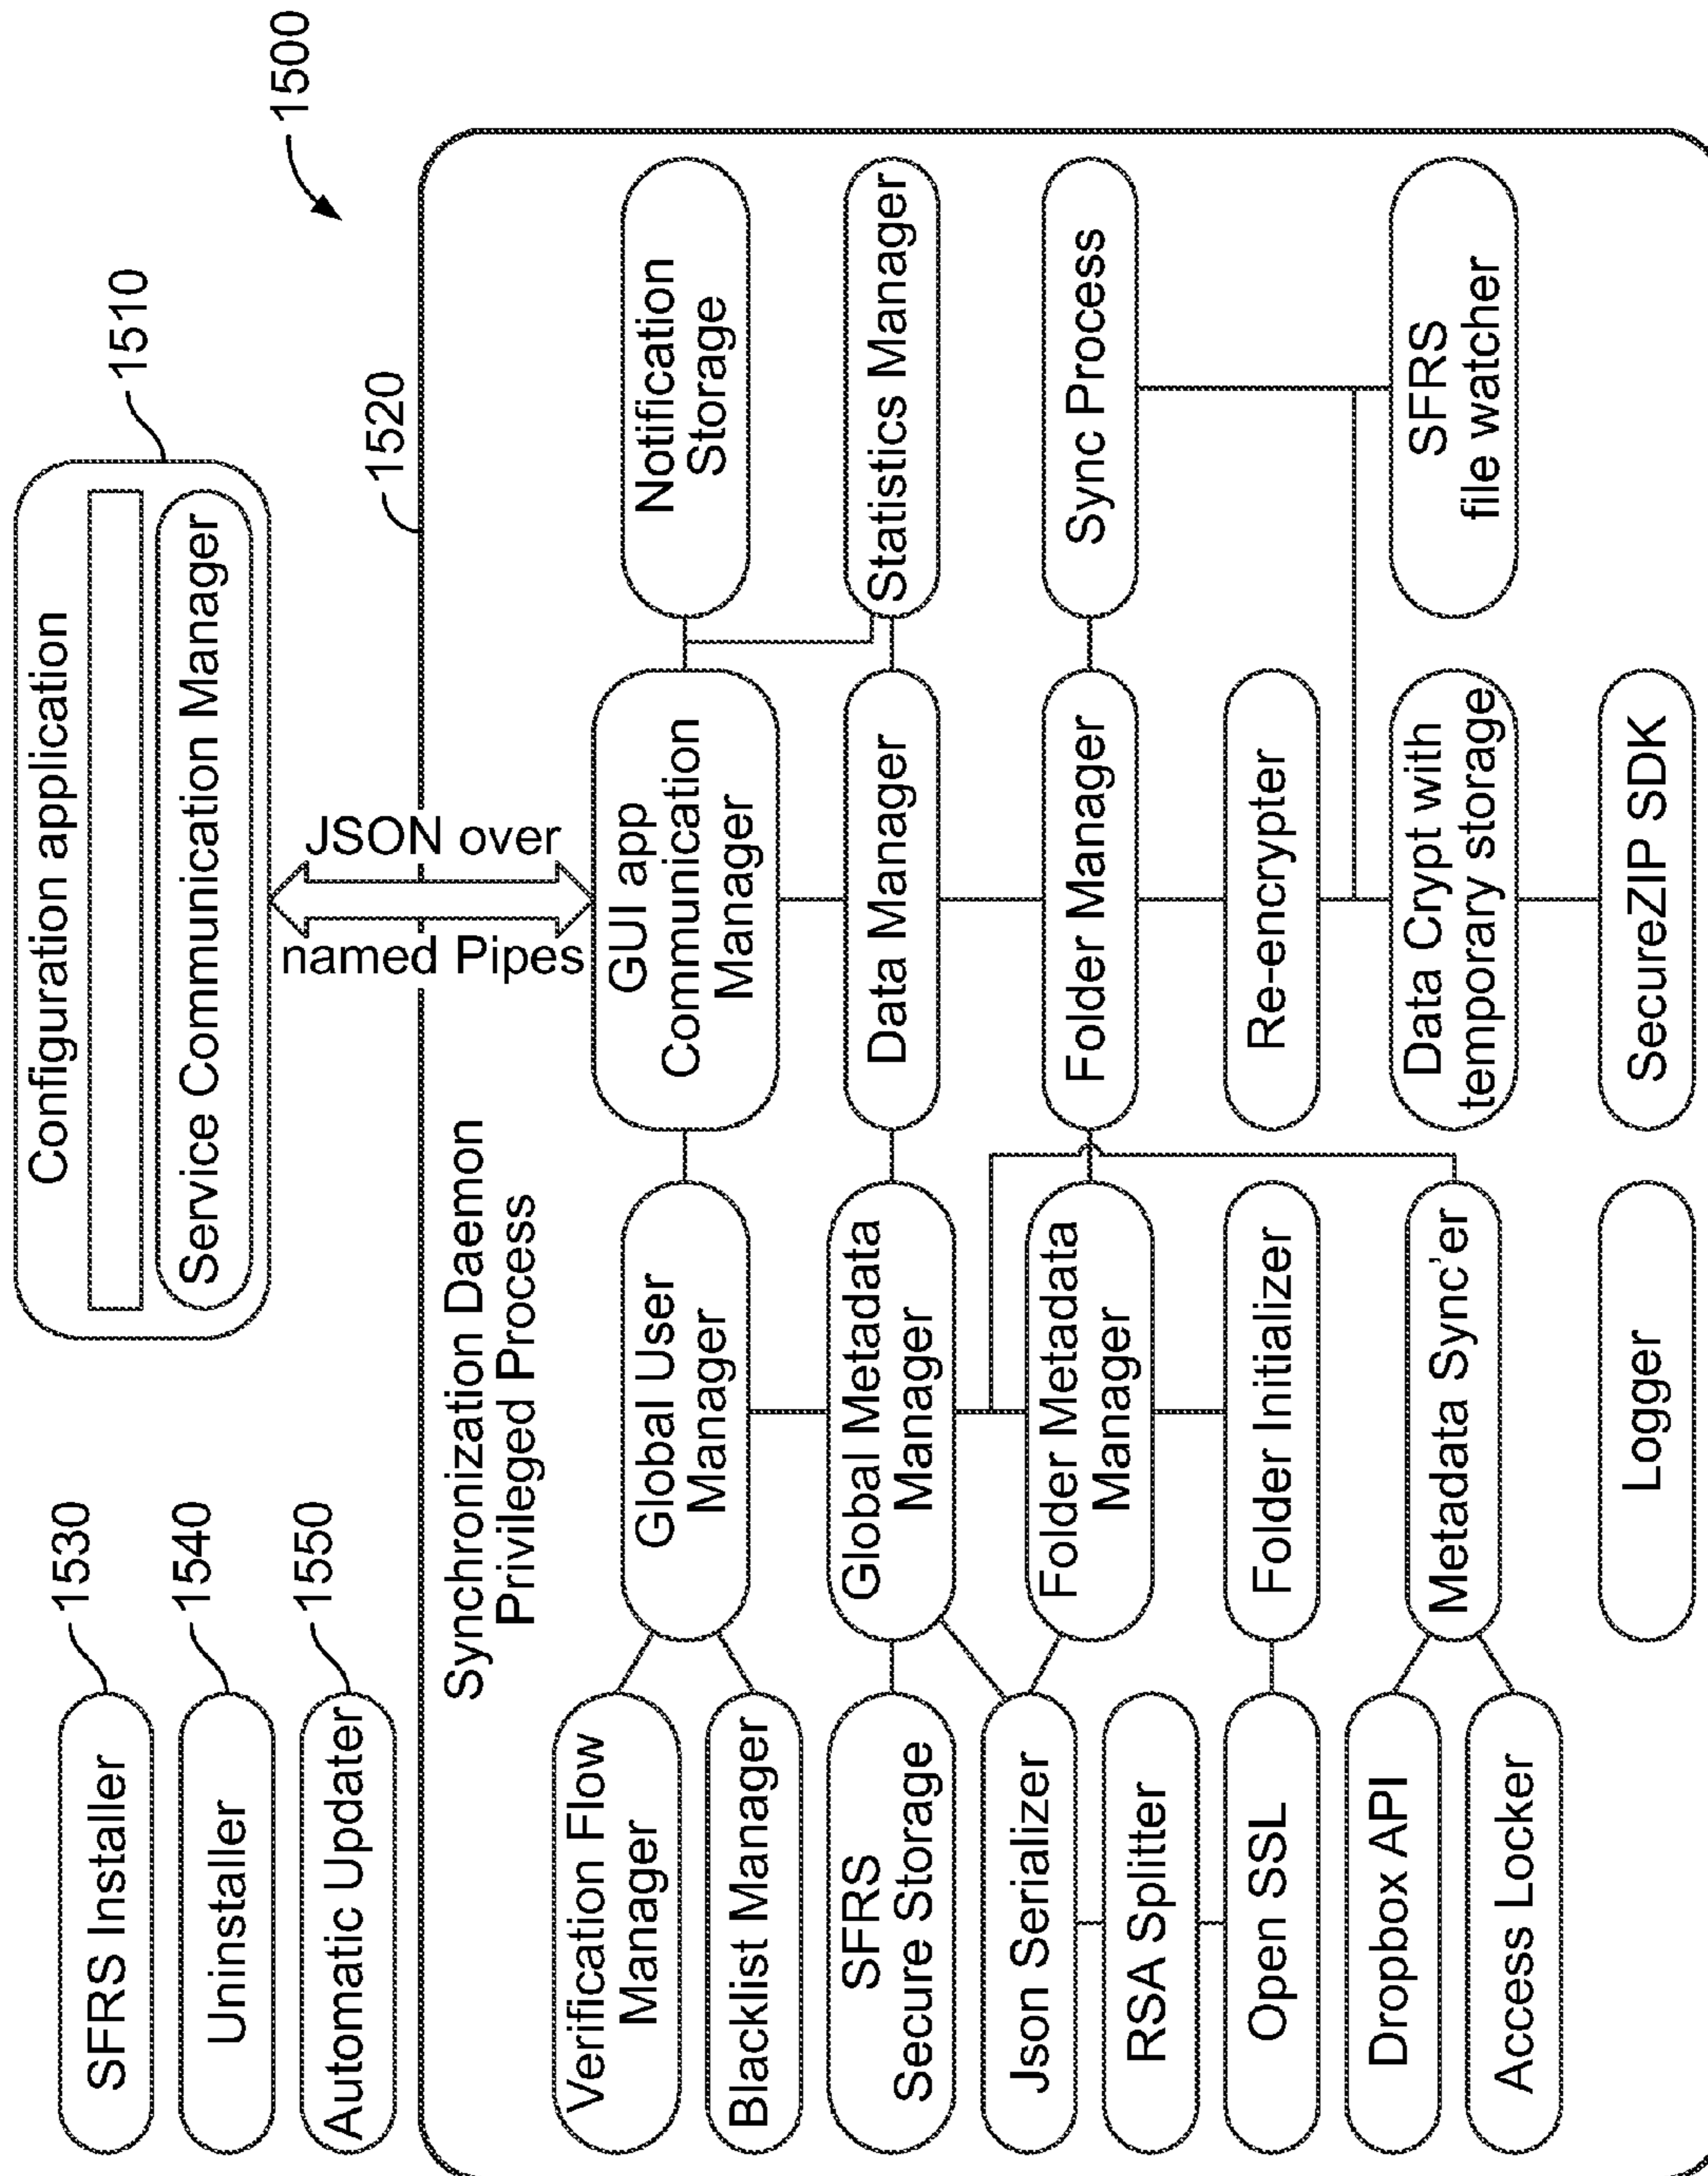 SFRS Installer
1530
Uninstaller
1540
Automatic Updater
1550
Configuration application
Service Communication Manager
1510
1500
1520
JSON over
named Pipes
Synchronization Daemon
Privileged Process
Verification Flow
Manager
Blacklist Manager
SFRS
Secure Storage
Json Serializer
RSA Splitter
Open SSL
Dropbox API
Access Locker
Global User
Manager
Global Metadata
Manager
Folder Metadata
Manager
Folder Initializer
Metadata Sync'er
Logger
GUI app
Communication
Manager
Data Manager
Folder Manager
Re-encrypter
Data Crypt with
temporary storage
SecureZIP SDK
Notification
Storage
Statistics Manager
Sync Process
SFRS
file watcher